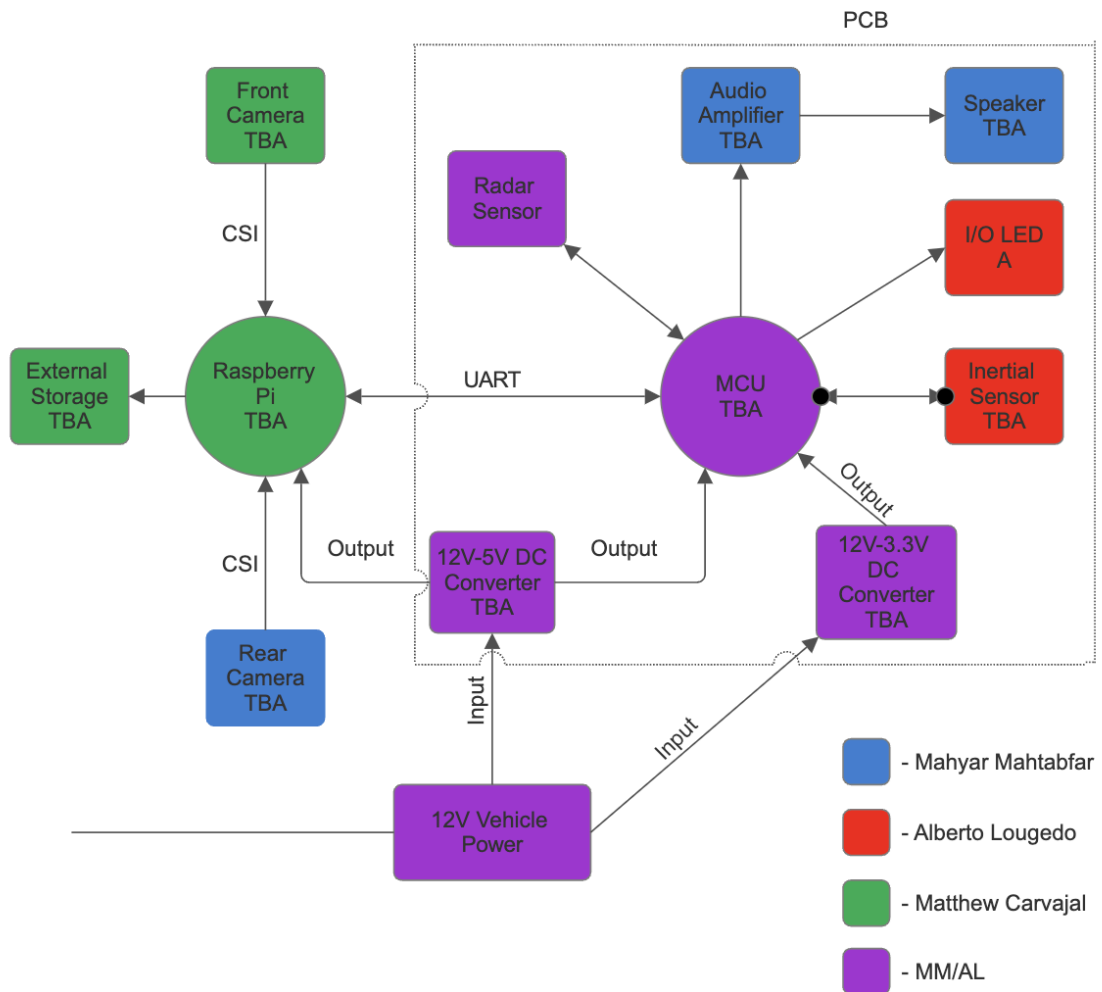 PCB
Front
Camera
TBA
Audio
Amplifier
TBA
Speaker
TBA
Radar
Sensor
CSI
I/O LED
A
External
Storage
TBA
Raspberry
Pi
TBA
UART
MCU
TBA
Inertial
Sensor
TBA
Output
CSI
Output
Output
12V-5V DC
Converter
TBA
12V-3.3V
DC
Converter
TBA
Rear
Camera
TBA
Input
Input
12V Vehicle
Power
- Mahyar Mahtabfar
- Alberto Lougedo
- Matthew Carvajal
- MM/AL